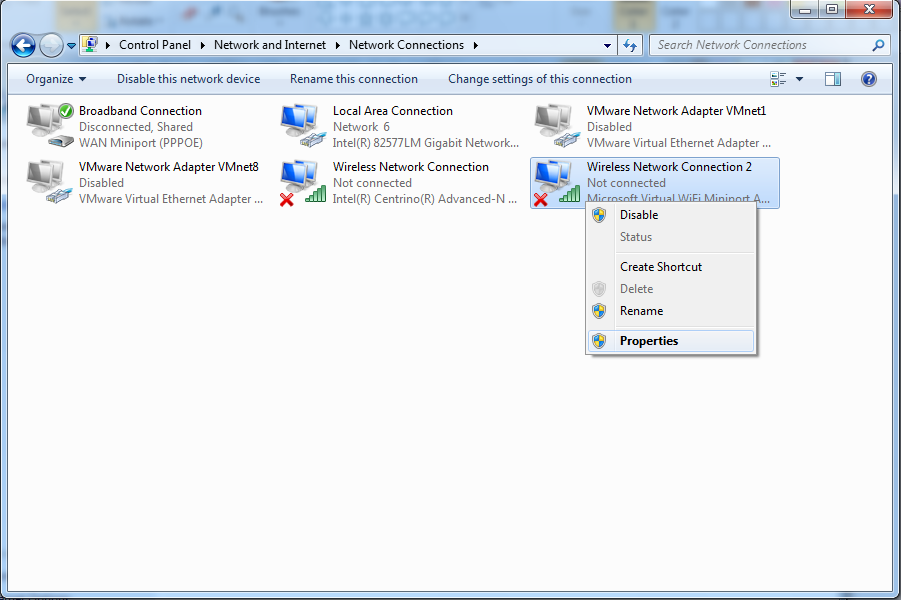 Control Panel Network and Internet Network Connections
Search Network Connections
Organize Disable this network device Rename this connection Change settings of this connection
Broadband Connection
Disconnected, Shared
WAN Miniport (PPPOE)
Local Area Connection
Network 6
Intel(R) 82577LM Gigabit Network...
VMware Network Adapter VMnet1
Disabled
VMware Virtual Ethernet Adapter ...
VMware Network Adapter VMnet8
Disabled
VMware Virtual Ethernet Adapter ...
Wireless Network Connection
Not connected
Intel(R) Centrino(R) Advanced-N ...
Wireless Network Connection 2
Not connected
Microsoft Virtual WiFi Miniport A...
Disable
Status
Create Shortcut
Delete
Rename
Properties